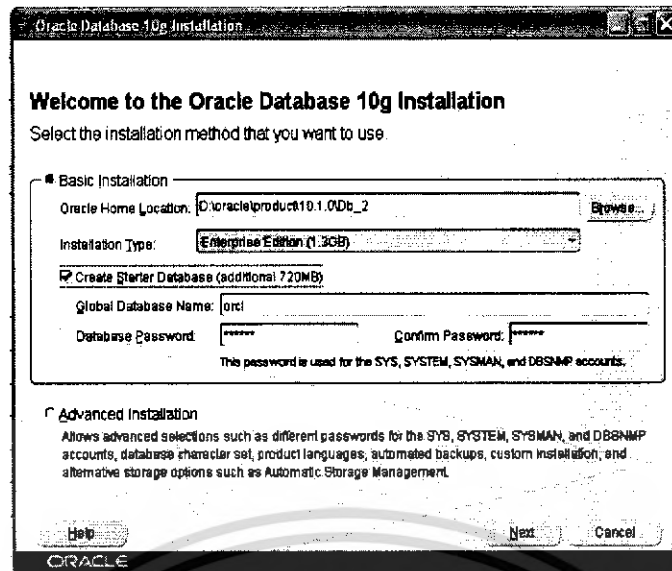 Oracle Database 10g Installation
Welcome to the Oracle Database 10g Installation
Select the installation method that you want to use.
Basic Installation
Oracle Home Location: D:\oracle\product\10.1.0\Db_2 Browse...
Installation Type: Enterprise Edition (1.3GB)
Create Starter Database (additional 720MB)
Global Database Name: orcl
Database Password: ****** Confirm Password: ******
This password is used for the SYS, SYSTEM, SYSMAN, and DBSNMP accounts.
Advanced Installation
Allows advanced selections such as different passwords for the SYS, SYSTEM, SYSMAN, and DBSNMP
accounts, database character set, product languages, automated backups, custom installation, and
alternative storage options such as Automatic Storage Management.
Help Next Cancel
ORACLE